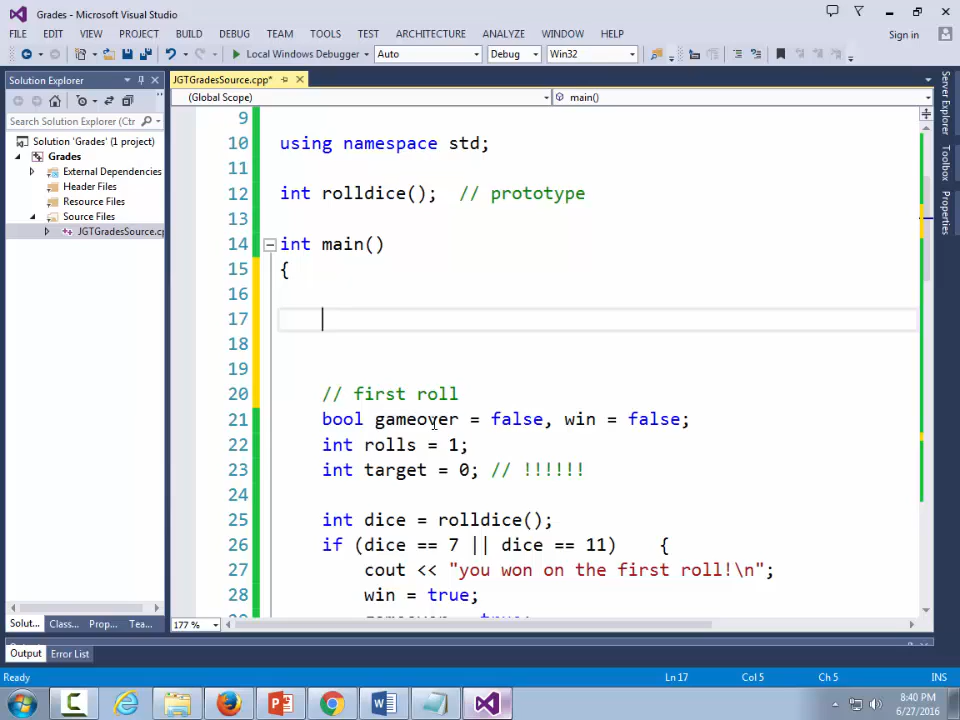 Grades - Microsoft Visual Studio
FILE EDIT VIEW PROJECT BUILD DEBUG TEAM TOOLS TEST ARCHITECTURE ANALYZE WINDOW HELP Sign in
Local Windows Debugger Auto Debug Win32
Solution Explorer
Search Solution Explorer (Ctr
Solution 'Grades' (1 project)
Grades
External Dependencies
Header Files
Resource Files
Source Files
JGTGradesSource.cp
Solut... Class... Prop... Tea...
JGTGradesSource.cpp*
(Global Scope) main()
9
10 using namespace std;
11
12 int rolldice(); // prototype
13
14 int main()
15 {
16
17
18
19
20 // first roll
21 bool gameover = false, win = false;
22 int rolls = 1;
23 int target = 0; // !!!!!!
24
25 int dice = rolldice();
26 if (dice == 7 || dice == 11) {
27 cout << "you won on the first roll!\n";
28 win = true;
177 %
Server Explorer
Toolbox
Properties
Output Error List
Ready Ln 17 Col 5 Ch 5 INS
8:40 PM
6/27/2016